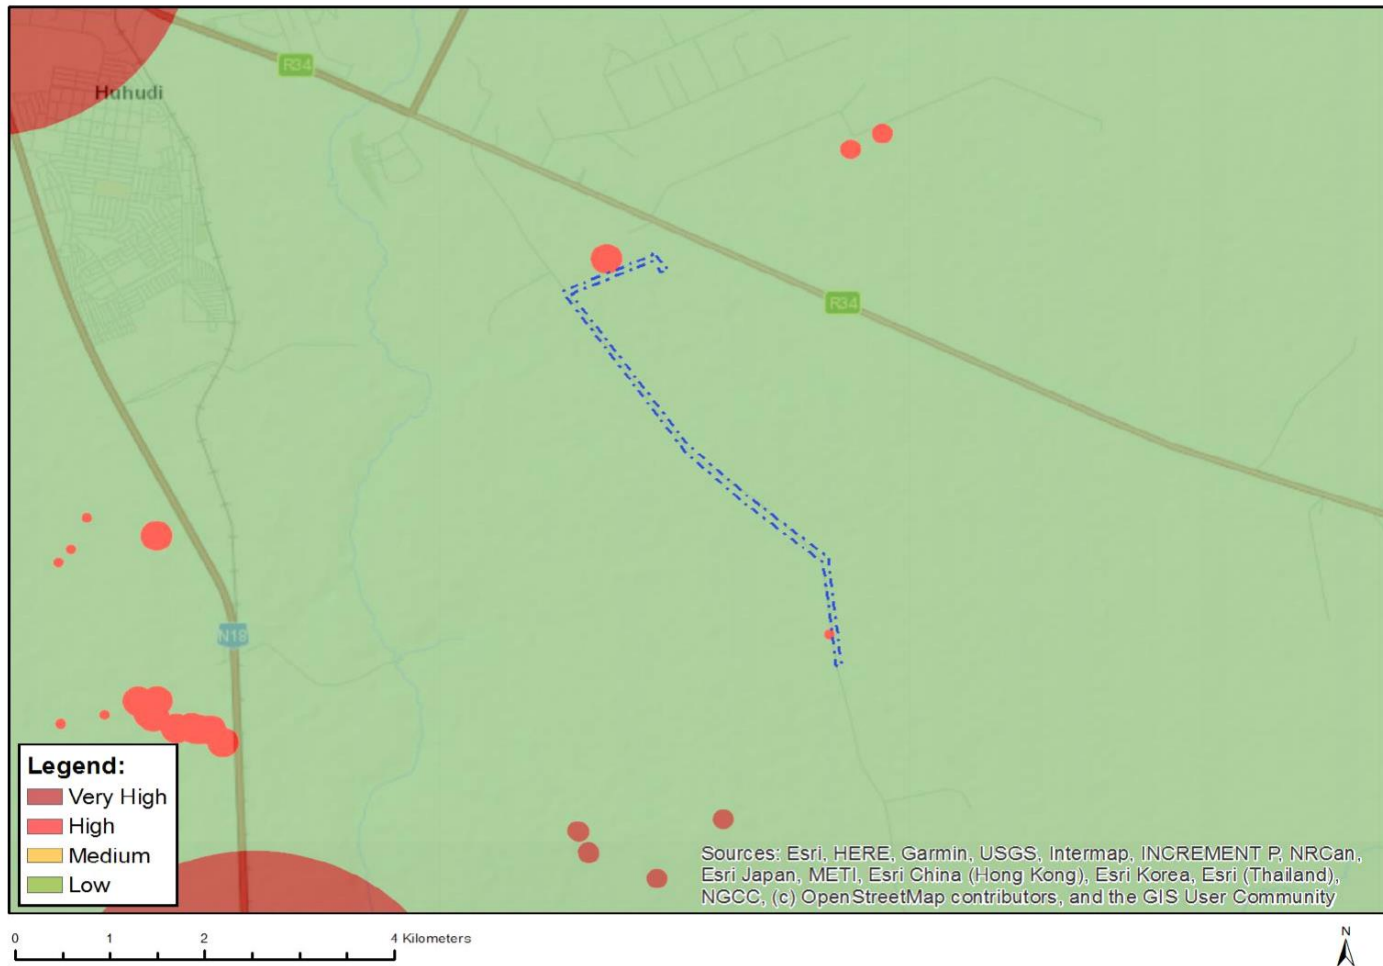 R34
Huhudi
R34
N18
Legend:
Very High
High
Medium
Low
Sources: Esri, HERE, Garmin, USGS, Intermap, INCREMENT P, NRCan,
Esri Japan, METI, Esri China (Hong Kong), Esri Korea, Esri (Thailand),
NGCC, (c) OpenStreetMap contributors, and the GIS User Community
0 1 2 4 Kilometers
N